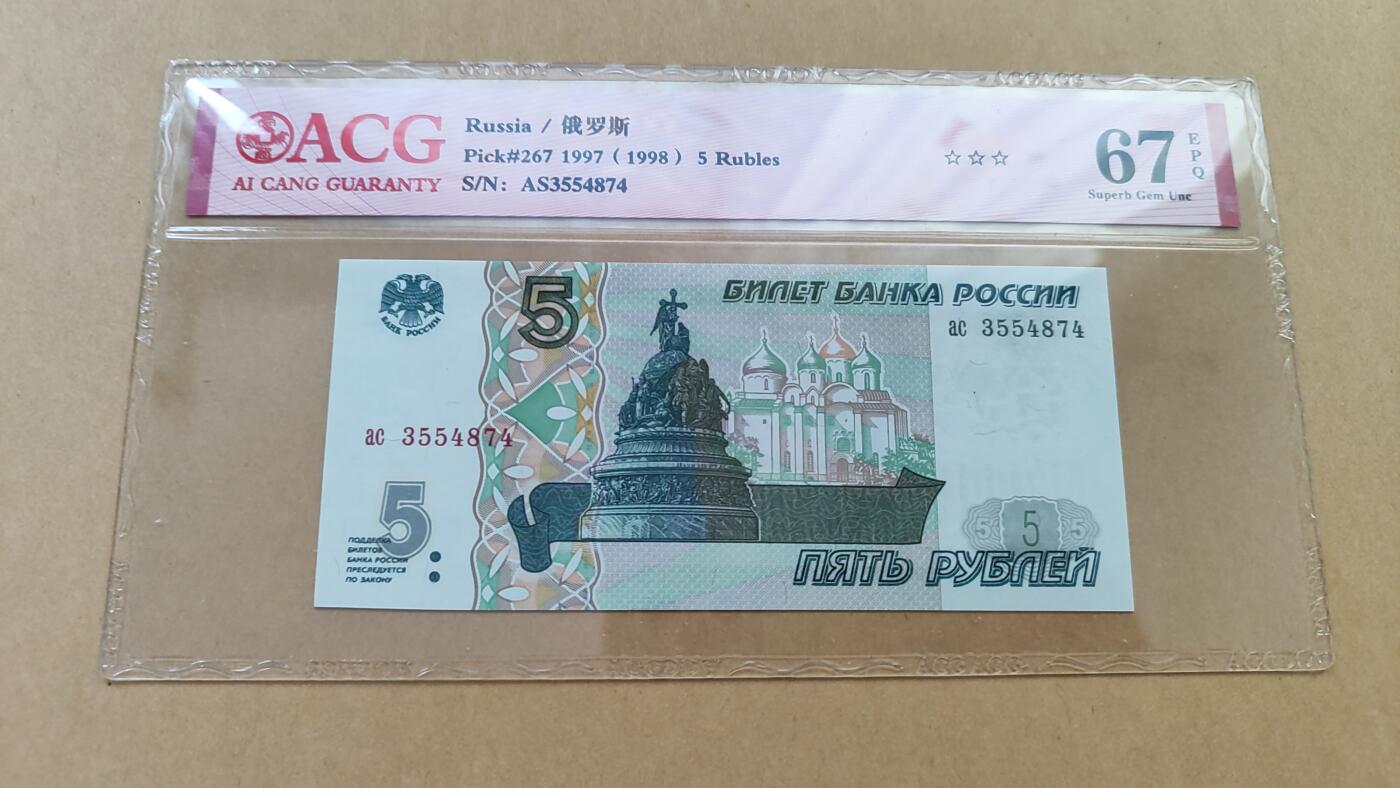 ACG
AI CANG GUARANTY
Russia / 俄罗斯
Pick#267 1997 ( 1998 ) 5 Rubles
S/N: AS3554874
☆☆☆
67
EPQ
Superb Gem Unc
БАНК РОССИИ
5
БИЛЕТ БАНКА РОССИИ
ас 3554874
ас 3554874
5
ПОДДЕЛКА
БИЛЕТОВ
БАНКА РОССИИ
ПРЕСЛЕДУЕТСЯ
ПО ЗАКОНУ
5 5 5
ПЯТЬ РУБЛЕЙ
ACG ACG